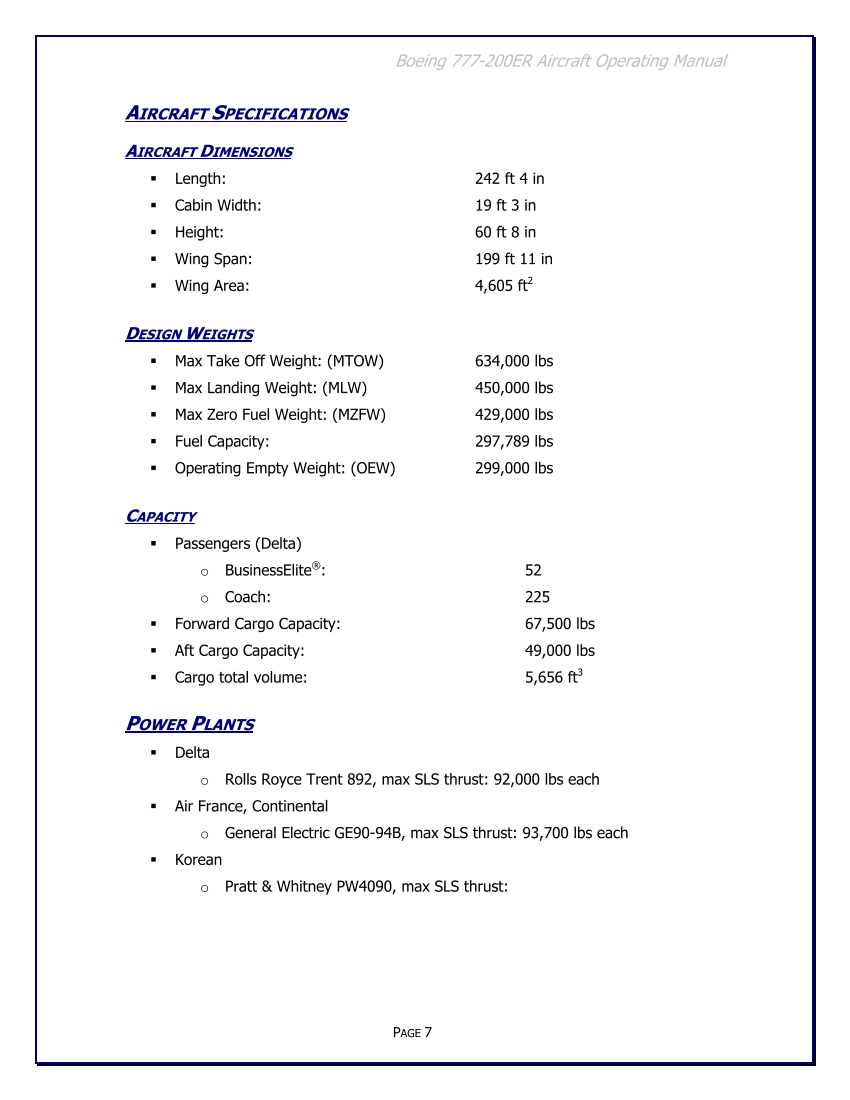 Boeing 777-200ER Aircraft Operating Manual
AIRCRAFT SPECIFICATIONS
AIRCRAFT DIMENSIONS
▪ Length: 242 ft 4 in
▪ Cabin Width: 19 ft 3 in
▪ Height: 60 ft 8 in
▪ Wing Span: 199 ft 11 in
▪ Wing Area: 4,605 ft²
DESIGN WEIGHTS
▪ Max Take Off Weight: (MTOW) 634,000 lbs
▪ Max Landing Weight: (MLW) 450,000 lbs
▪ Max Zero Fuel Weight: (MZFW) 429,000 lbs
▪ Fuel Capacity: 297,789 lbs
▪ Operating Empty Weight: (OEW) 299,000 lbs
CAPACITY
▪ Passengers (Delta)
o BusinessElite®: 52
o Coach: 225
▪ Forward Cargo Capacity: 67,500 lbs
▪ Aft Cargo Capacity: 49,000 lbs
▪ Cargo total volume: 5,656 ft³
POWER PLANTS
▪ Delta
o Rolls Royce Trent 892, max SLS thrust: 92,000 lbs each
▪ Air France, Continental
o General Electric GE90-94B, max SLS thrust: 93,700 lbs each
▪ Korean
o Pratt & Whitney PW4090, max SLS thrust:
PAGE 7